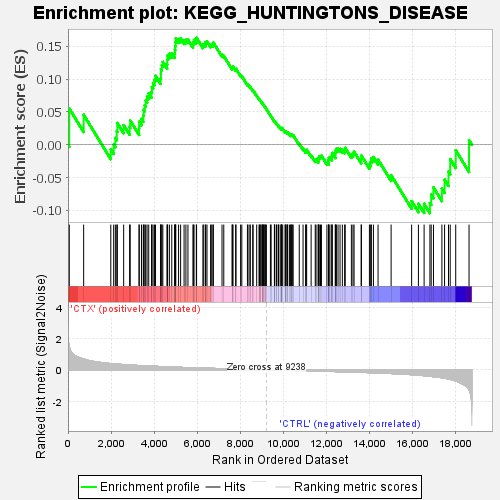 Enrichment plot: KEGG_HUNTINGTONS_DISEASE
Enrichment score (ES)
0.15
0.10
0.05
0.00
-0.05
-0.10
'CTX' (positively correlated)
Zero cross at 9238
'CTRL' (negatively correlated)
Ranked list metric (Signal2Noise)
4
2
0
-2
0
2,000
4,000
6,000
8,000
10,000
12,000
14,000
16,000
18,000
Rank in Ordered Dataset
Enrichment profile
Hits
Ranking metric scores